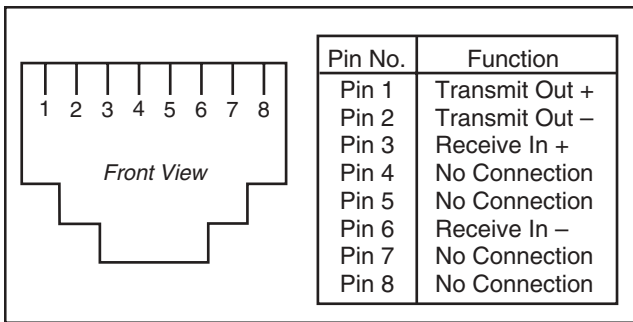 1 2 3 4 5 6 7 8
Front View
Pin No. Function
Pin 1 Transmit Out +
Pin 2 Transmit Out –
Pin 3 Receive In +
Pin 4 No Connection
Pin 5 No Connection
Pin 6 Receive In –
Pin 7 No Connection
Pin 8 No Connection